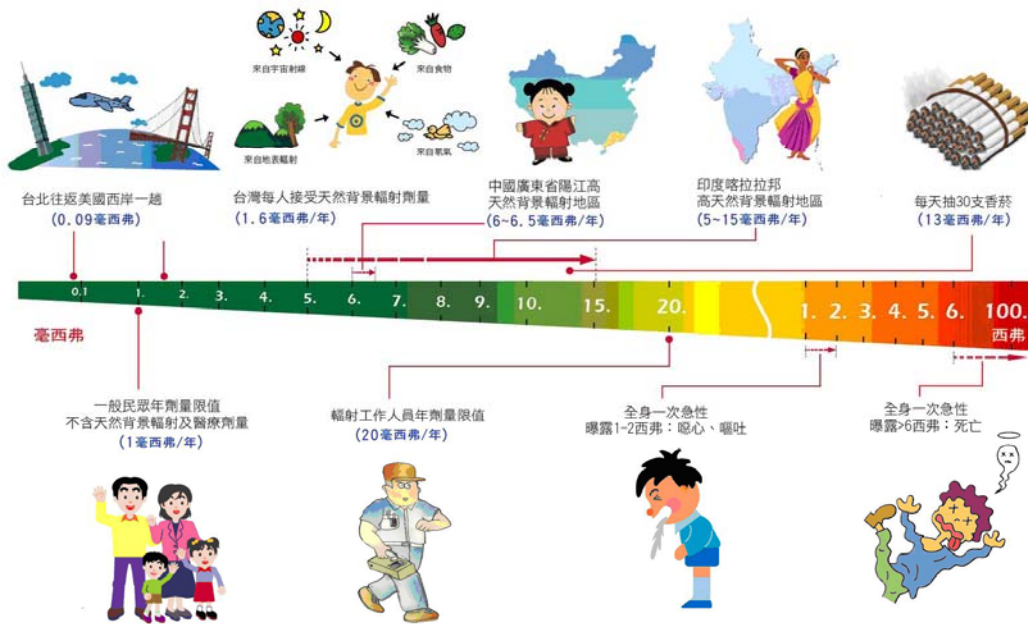 來自宇宙射線
來自食物
來自地表輻射
來自氡氣
台北往返美國西岸一趟
(0.09毫西弗)
台灣每人接受天然背景輻射劑量
(1.6毫西弗/年)
中國廣東省陽江高
天然背景輻射地區
(6~6.5毫西弗/年)
印度喀拉拉邦
高天然背景輻射地區
(5~15毫西弗/年)
每天抽30支香菸
(13毫西弗/年)
0.1 1. 2. 3. 4. 5. 6. 7. 8. 9. 10. 15. 20. 1. 2. 3. 4. 5. 6. 100.
毫西弗
西弗
一般民眾年劑量限值
不含天然背景輻射及醫療劑量
(1毫西弗/年)
輻射工作人員年劑量限值
(20毫西弗/年)
全身一次急性
曝露1-2西弗：噁心、嘔吐
全身一次急性
曝露>6西弗：死亡